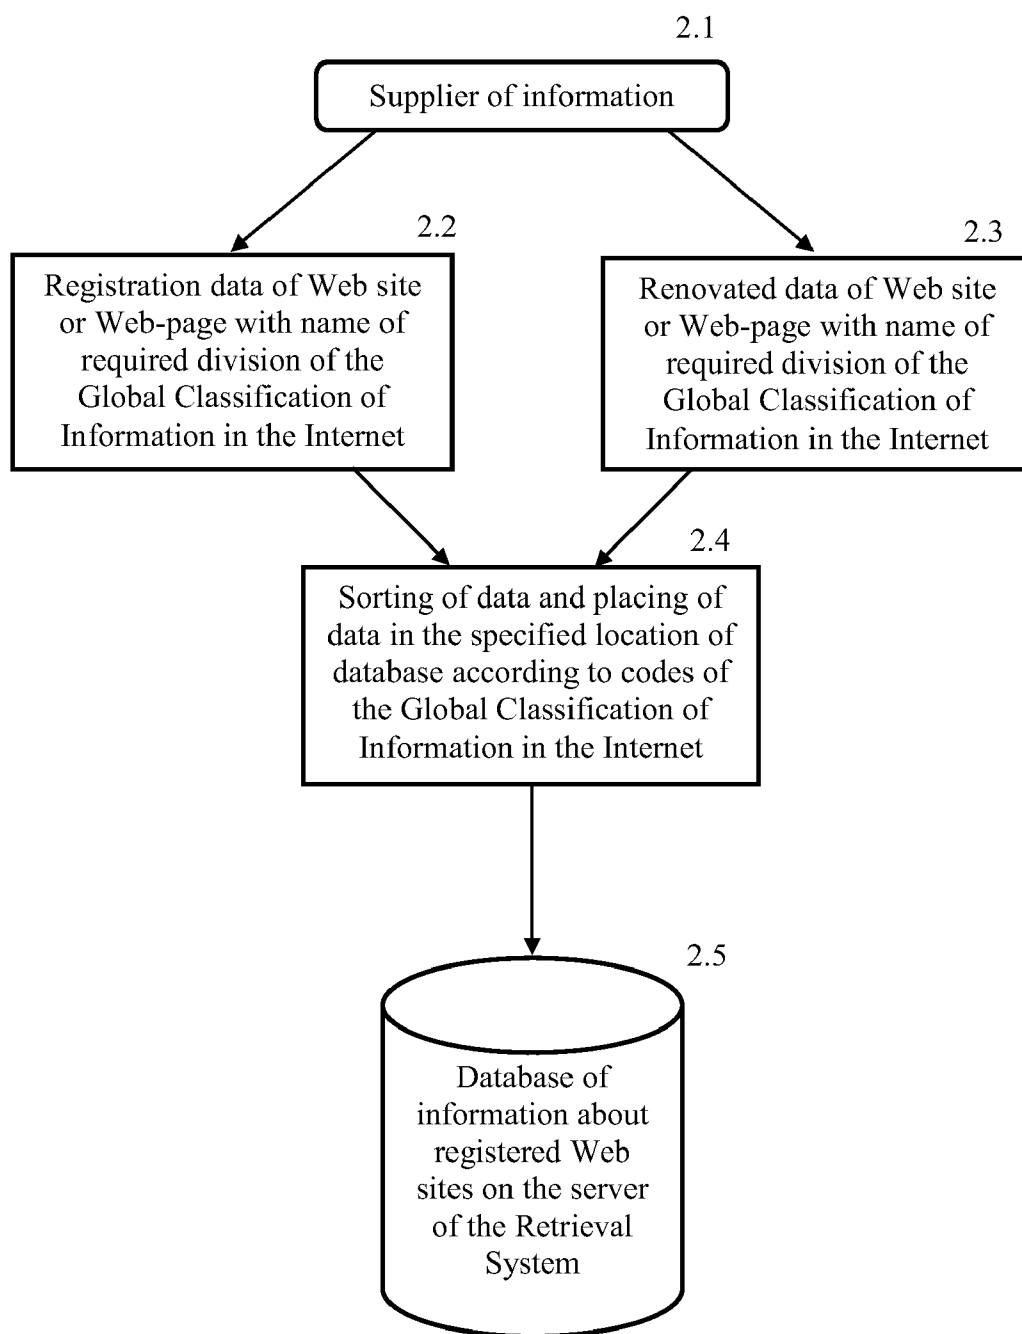 2.1
Supplier of information
2.2
Registration data of Web site
or Web-page with name of
required division of the
Global Classification of
Information in the Internet
2.3
Renovated data of Web site
or Web-page with name of
required division of the
Global Classification of
Information in the Internet
2.4
Sorting of data and placing of
data in the specified location of
database according to codes of
the Global Classification of
Information in the Internet
2.5
Database of
information about
registered Web
sites on the server
of the Retrieval
System